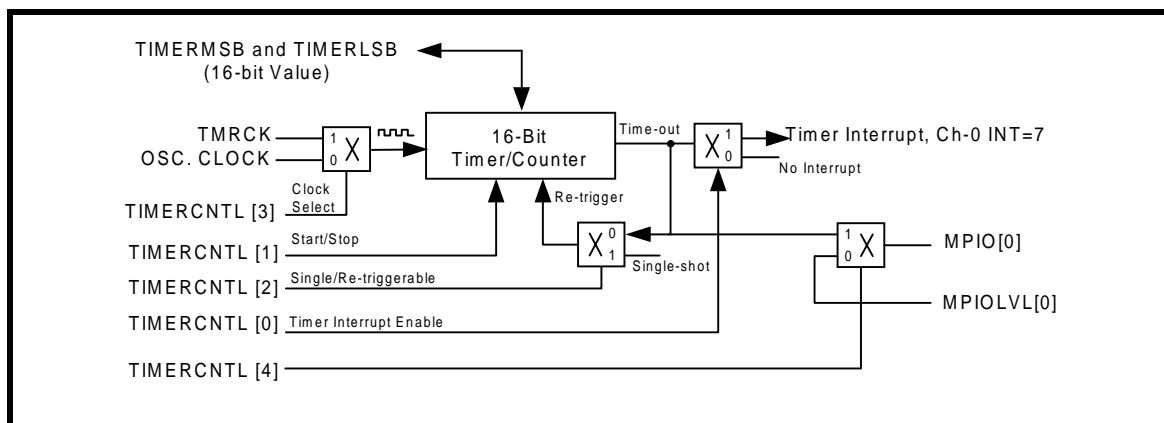 TIMERMSB and TIMERLSB
(16-bit Value)
TMRCK
OSC. CLOCK
1
0
X
16-Bit
Timer/Counter
Time-out
X
1
0
Timer Interrupt, Ch-0 INT=7
No Interrupt
Clock
Select
Re-trigger
TIMERCNTL [3]
TIMERCNTL [1]
Start/Stop
X
0
1
Single-shot
1
0
X
MPIO[0]
TIMERCNTL [2]
Single/Re-triggerable
MPIOLVL[0]
TIMERCNTL [0]
Timer Interrupt Enable
TIMERCNTL [4]